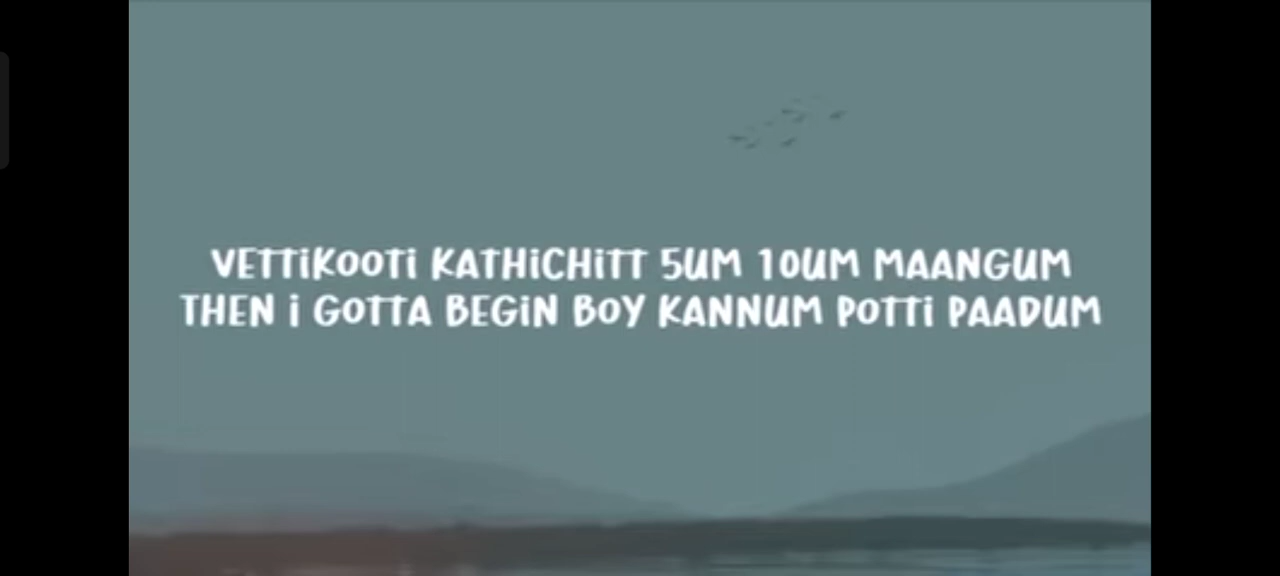 VETTIKOOTI KATHICHITT 5UM 10UM MAANGUM
THEN I GOTTA BEGIN BOY KANNUM POTTI PAADUM